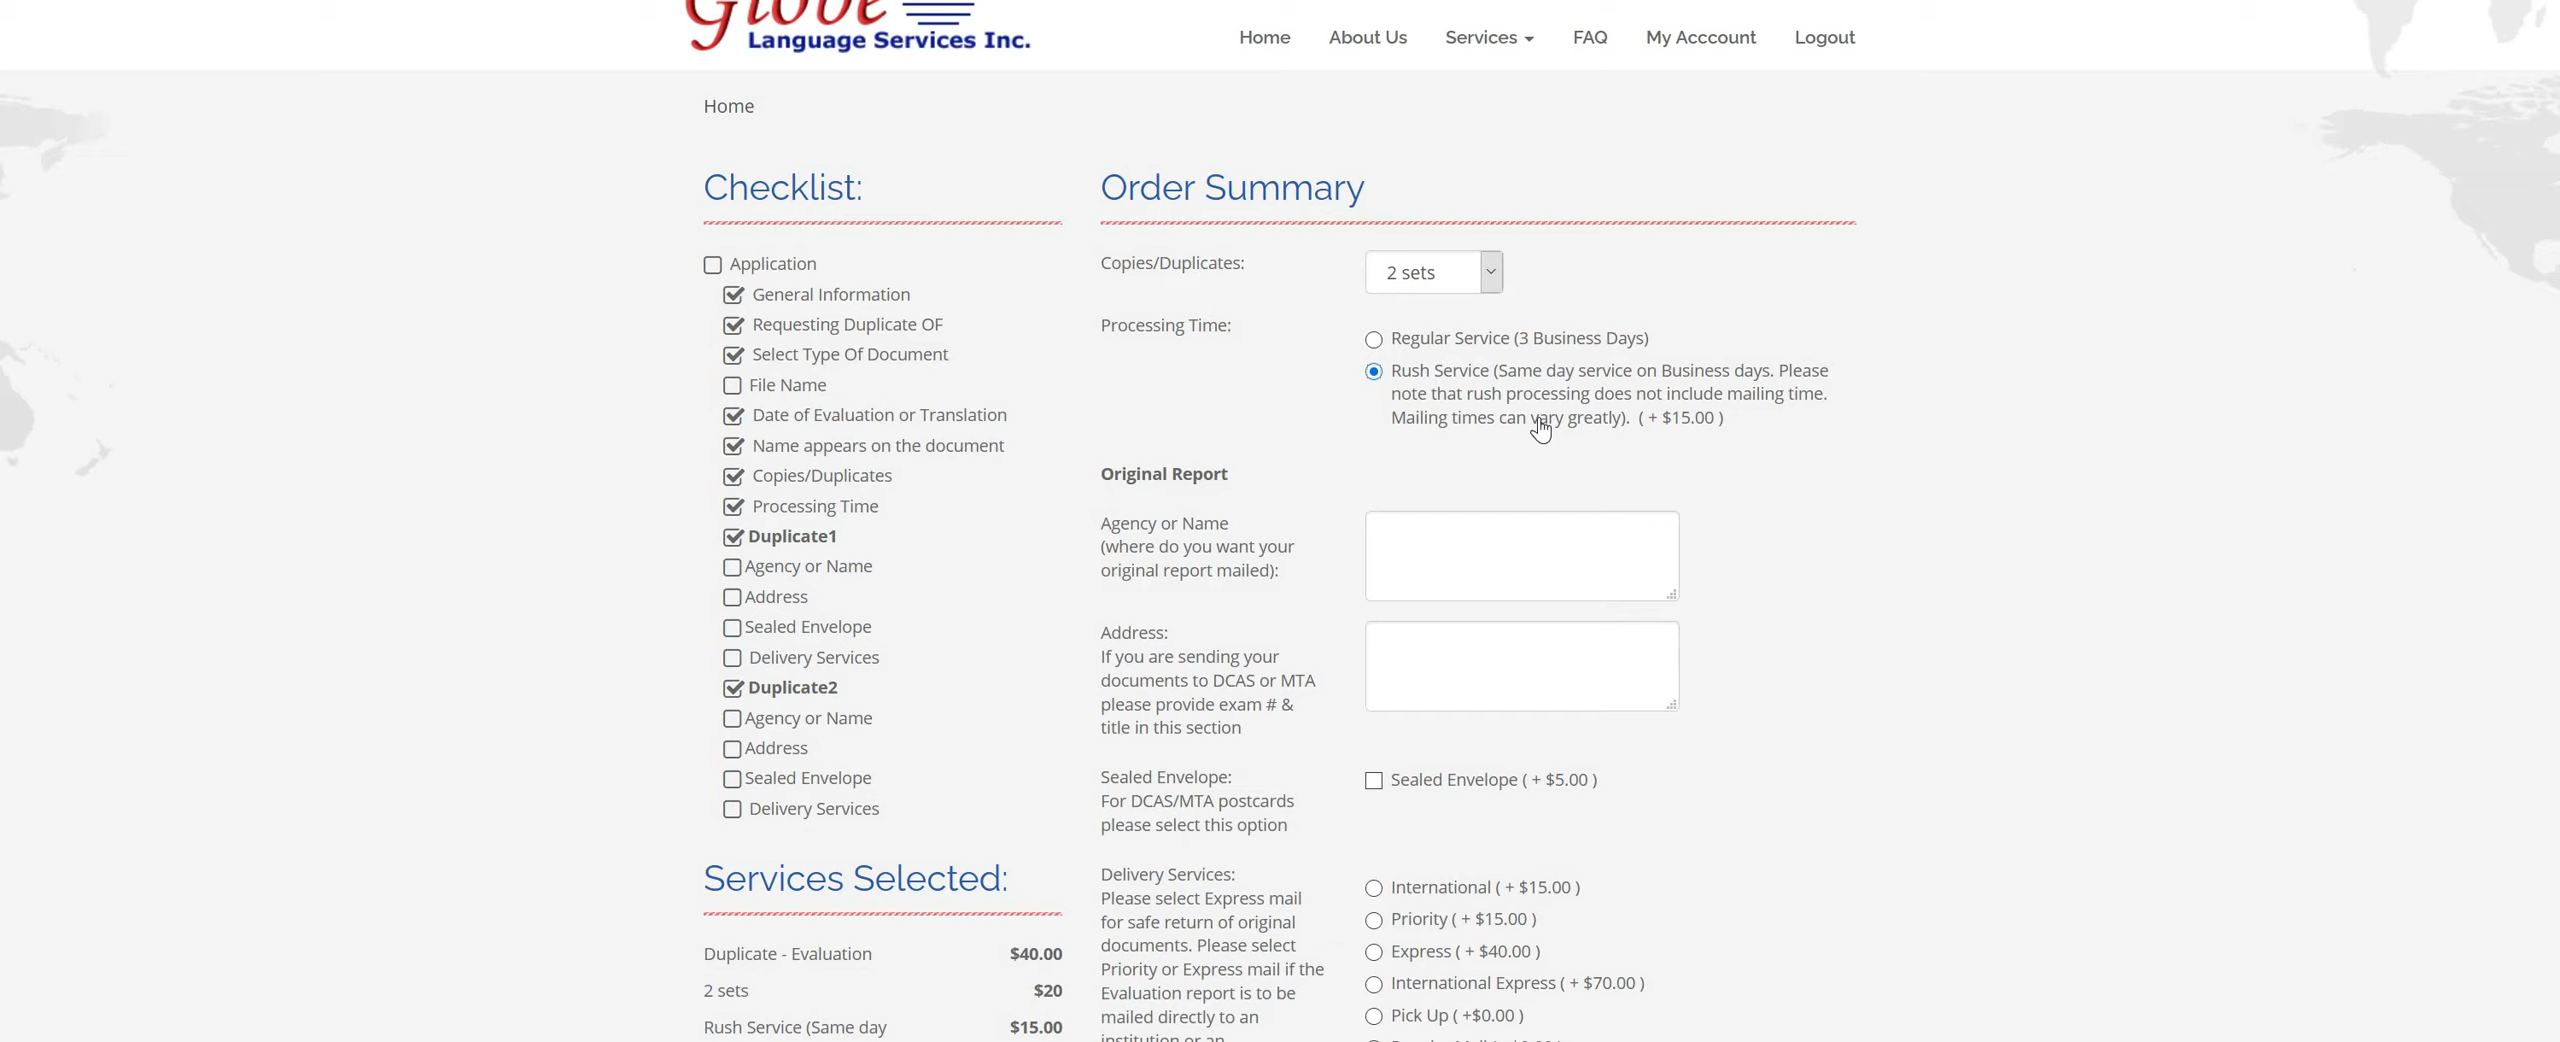 Globe
Language Services Inc.
Home
About Us
Services
FAQ
My Acccount
Logout
Home
Checklist:
Application
General Information
Requesting Duplicate OF
Select Type Of Document
File Name
Date of Evaluation or Translation
Name appears on the document
Copies/Duplicates
Processing Time
Duplicate1
Agency or Name
Address
Sealed Envelope
Delivery Services
Duplicate2
Agency or Name
Address
Sealed Envelope
Delivery Services
Services Selected:
Duplicate - Evaluation $40.00
2 sets $20
Rush Service (Same day $15.00
Order Summary
Copies/Duplicates:
2 sets
Processing Time:
Regular Service (3 Business Days)
Rush Service (Same day service on Business days. Please
note that rush processing does not include mailing time.
Mailing times can vary greatly). ( + $15.00 )
Original Report
Agency or Name
(where do you want your
original report mailed):
Address:
If you are sending your
documents to DCAS or MTA
please provide exam # &
title in this section
Sealed Envelope:
For DCAS/MTA postcards
please select this option
Sealed Envelope ( + $5.00 )
Delivery Services:
Please select Express mail
for safe return of original
documents. Please select
Priority or Express mail if the
Evaluation report is to be
mailed directly to an
institution or an
International ( + $15.00 )
Priority ( + $15.00 )
Express ( + $40.00 )
International Express ( + $70.00 )
Pick Up ( +$0.00 )